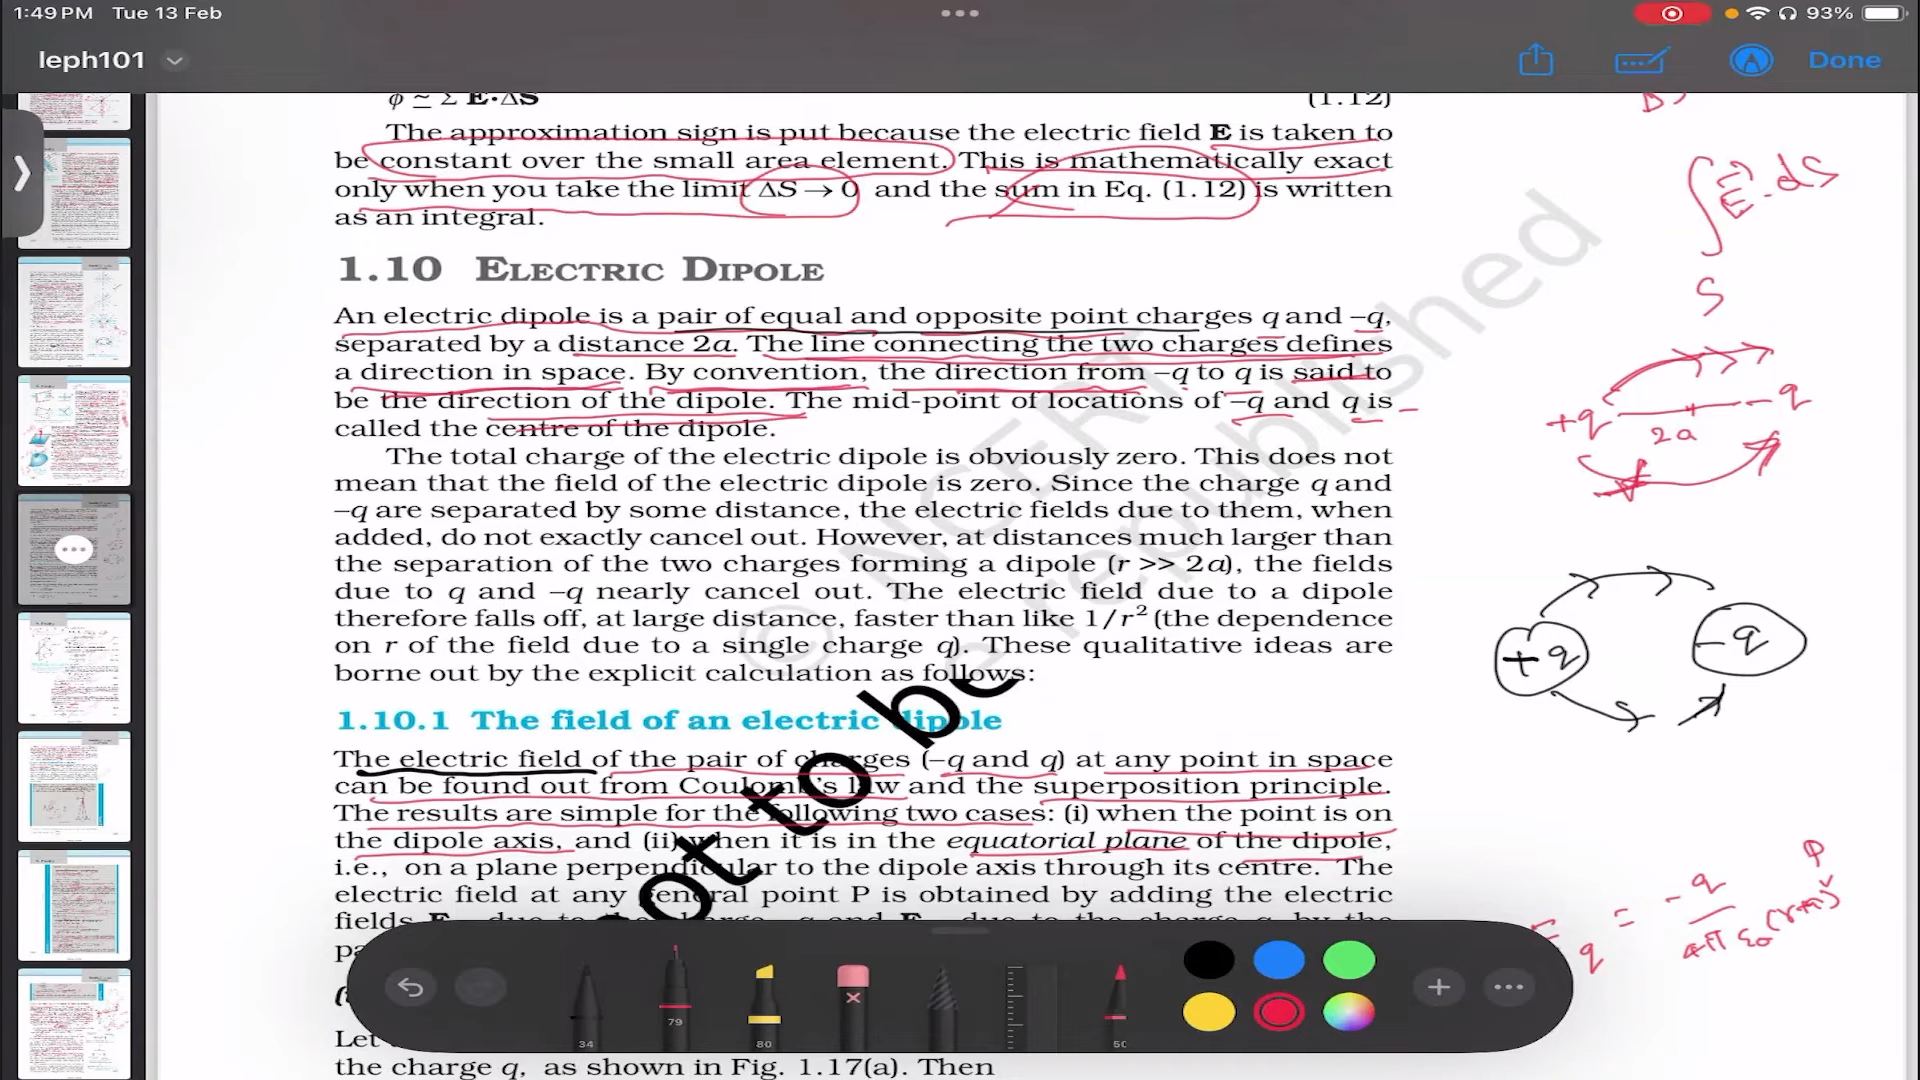 1:49 PM Tue 13 Feb
93%
leph101
Done
ϕ ≃ Σ E·ΔS (1.12)
The approximation sign is put because the electric field E is taken to
be constant over the small area element. This is mathematically exact
only when you take the limit ΔS → 0 and the sum in Eq. (1.12) is written
as an integral.
∫ E · dS
S
1.10 ELECTRIC DIPOLE
An electric dipole is a pair of equal and opposite point charges q and –q,
separated by a distance 2a. The line connecting the two charges defines
a direction in space. By convention, the direction from –q to q is said to
be the direction of the dipole. The mid-point of locations of –q and q is
called the centre of the dipole.
+q -q
2a
The total charge of the electric dipole is obviously zero. This does not
mean that the field of the electric dipole is zero. Since the charge q and
–q are separated by some distance, the electric fields due to them, when
added, do not exactly cancel out. However, at distances much larger than
the separation of the two charges forming a dipole (r >> 2a), the fields
due to q and –q nearly cancel out. The electric field due to a dipole
therefore falls off, at large distance, faster than like 1/r² (the dependence
on r of the field due to a single charge q). These qualitative ideas are
borne out by the explicit calculation as follows:
+q -q
1.10.1 The field of an electric dipole
The electric field of the pair of charges (–q and q) at any point in space
can be found out from Coulomb's law and the superposition principle.
The results are simple for the following two cases: (i) when the point is on
the dipole axis, and (ii) when it is in the equatorial plane of the dipole,
i.e., on a plane perpendicular to the dipole axis through its centre. The
electric field at any general point P is obtained by adding the electric
fields
the charge q, as shown in Fig. 1.17(a). Then
© NCERT
not to be republished
34
79
80
50